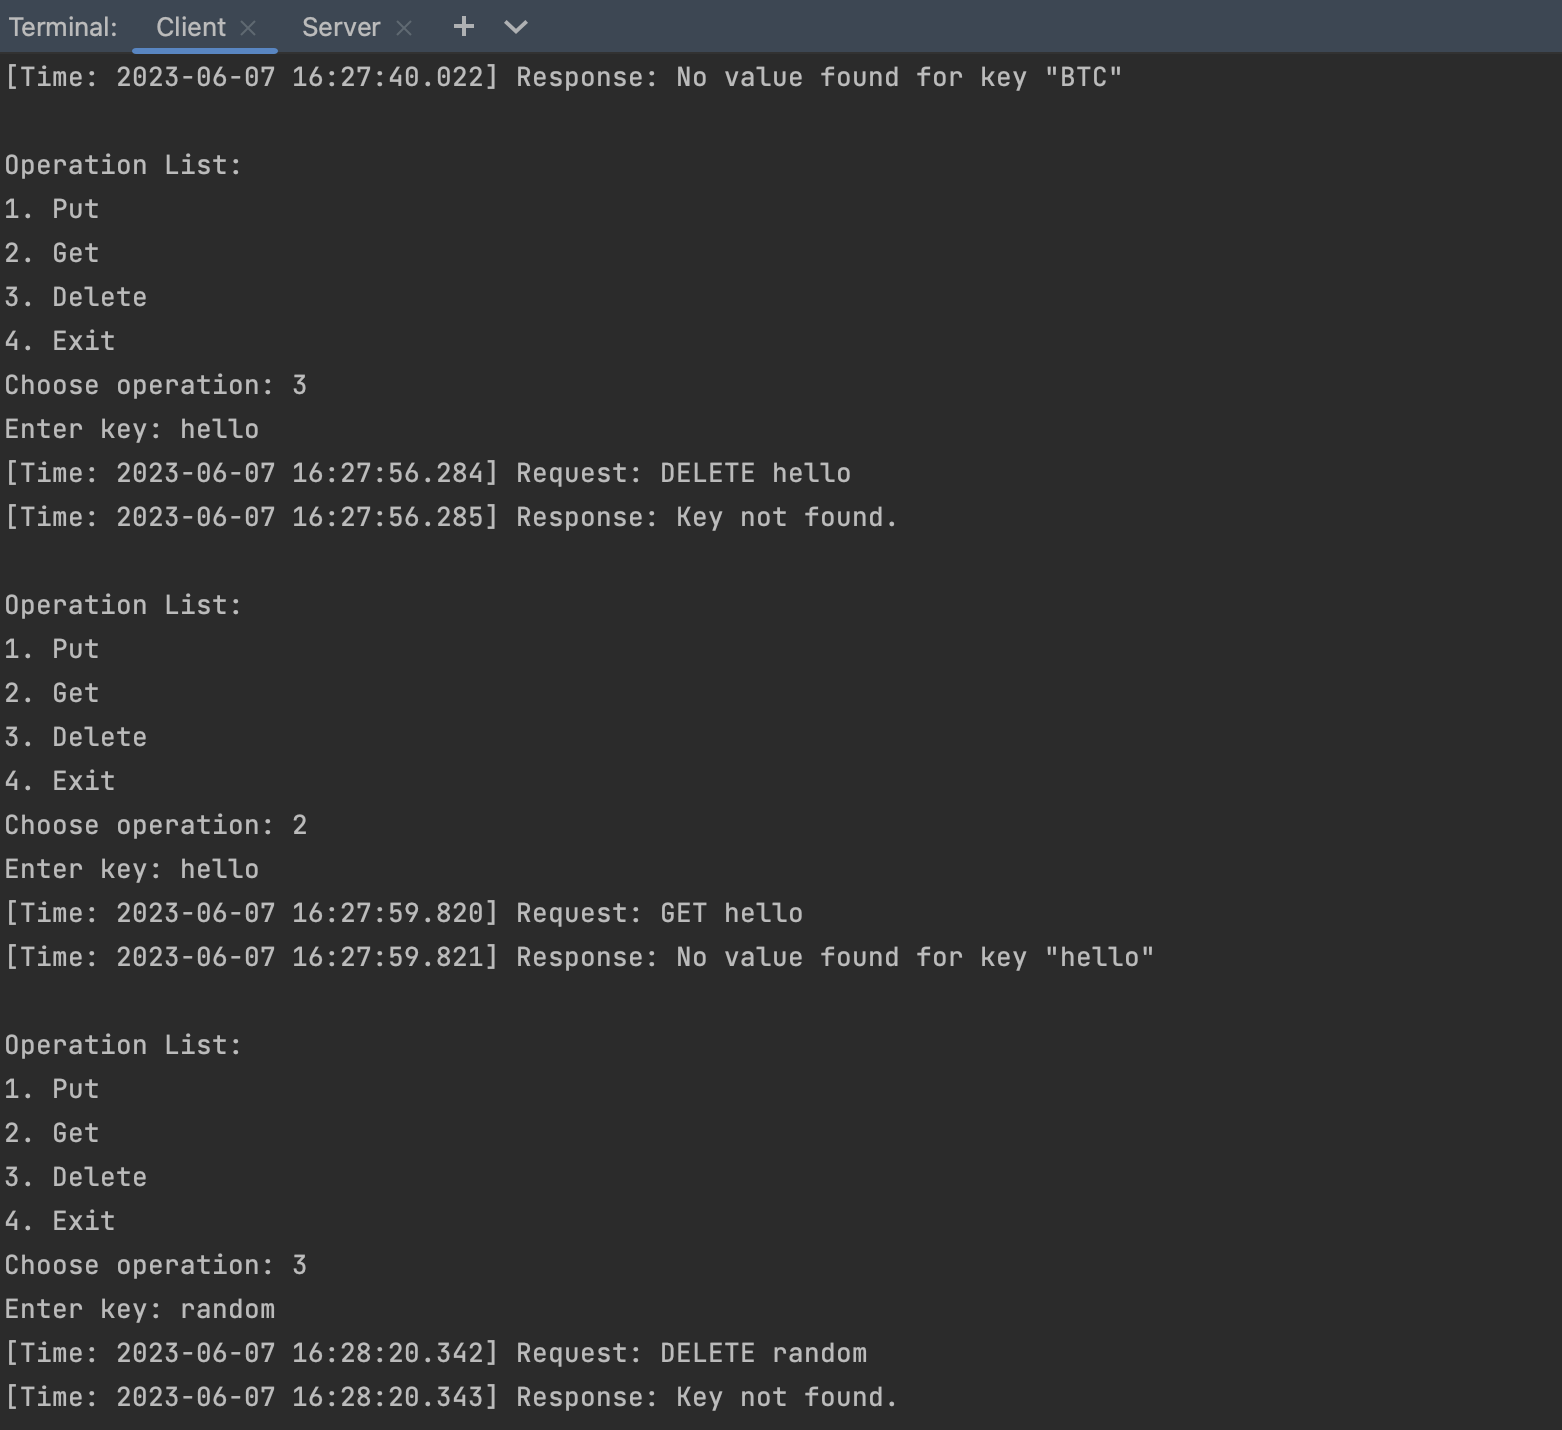 Terminal: Client Server
[Time: 2023-06-07 16:27:40.022] Response: No value found for key "BTC"
Operation List:
1. Put
2. Get
3. Delete
4. Exit
Choose operation: 3
Enter key: hello
[Time: 2023-06-07 16:27:56.284] Request: DELETE hello
[Time: 2023-06-07 16:27:56.285] Response: Key not found.
Operation List:
1. Put
2. Get
3. Delete
4. Exit
Choose operation: 2
Enter key: hello
[Time: 2023-06-07 16:27:59.820] Request: GET hello
[Time: 2023-06-07 16:27:59.821] Response: No value found for key "hello"
Operation List:
1. Put
2. Get
3. Delete
4. Exit
Choose operation: 3
Enter key: random
[Time: 2023-06-07 16:28:20.342] Request: DELETE random
[Time: 2023-06-07 16:28:20.343] Response: Key not found.